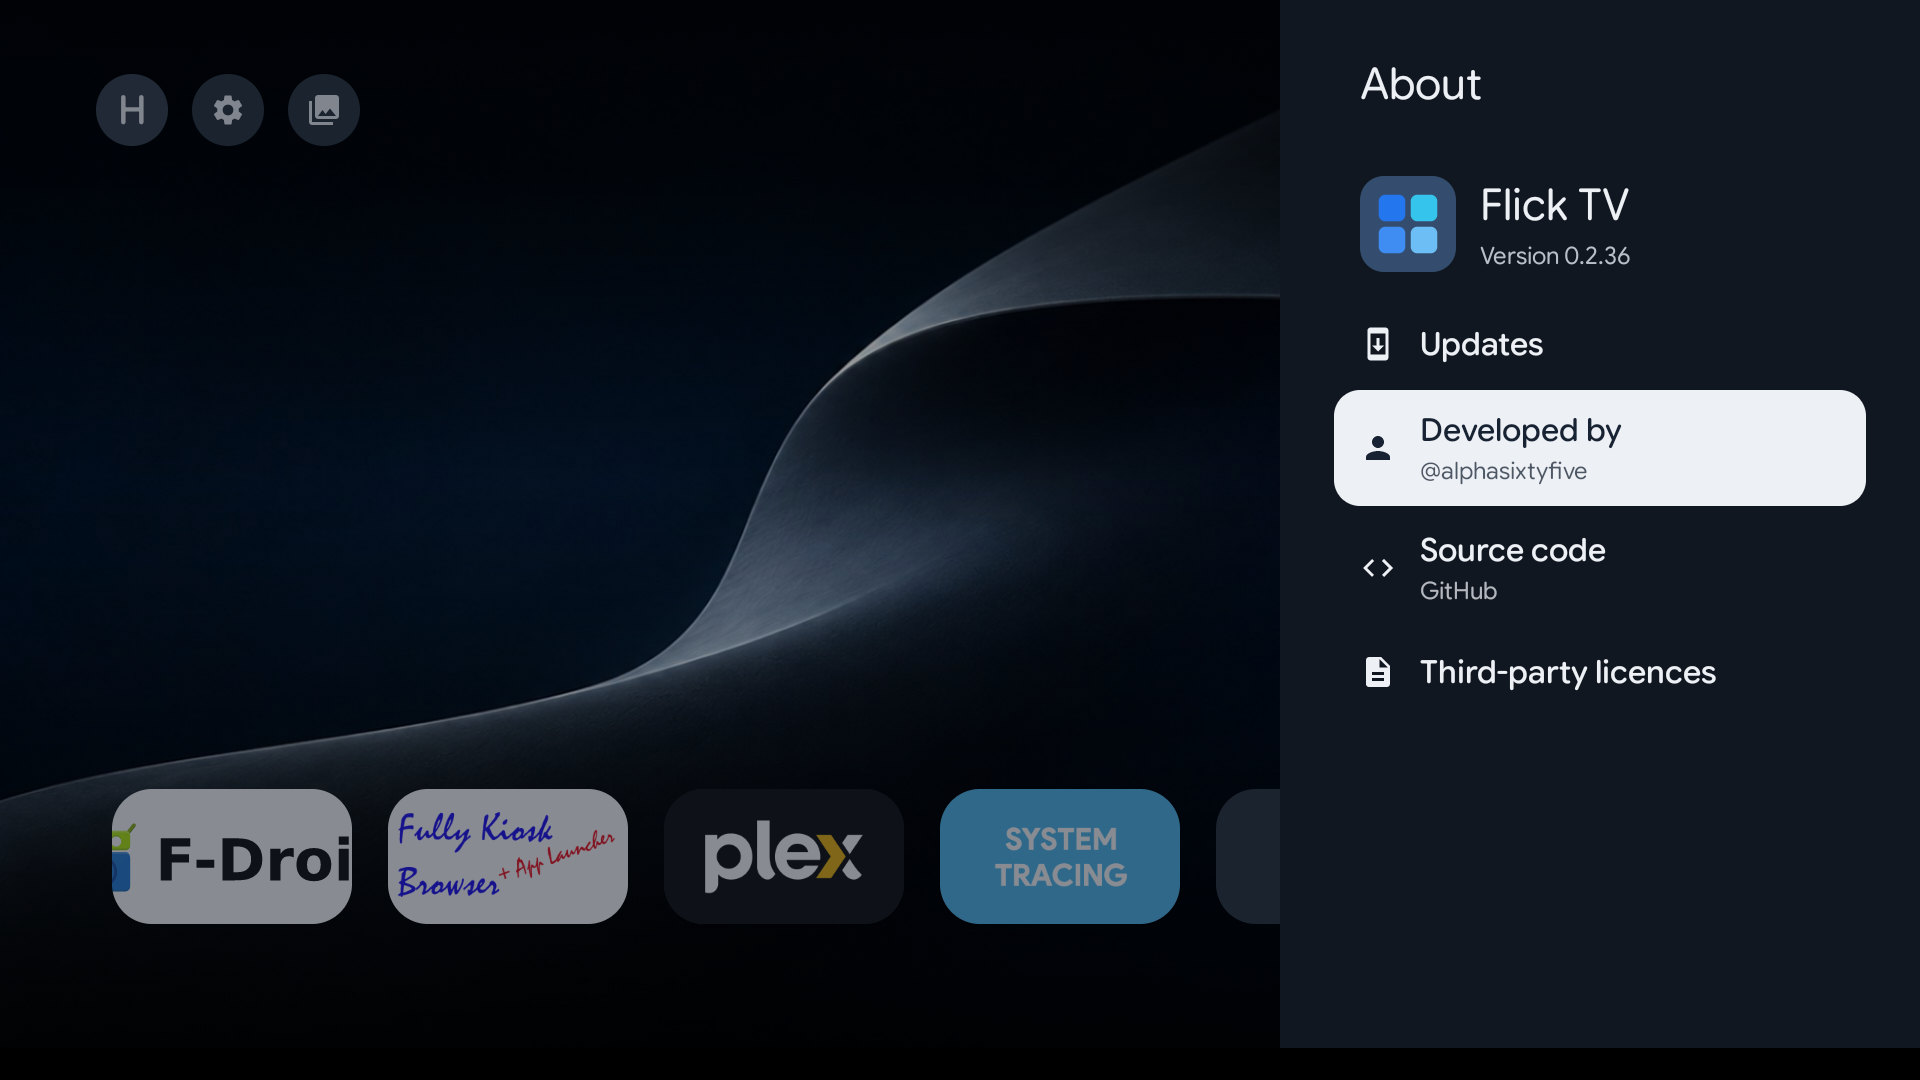 H
About
Flick TV
Version 0.2.36
Updates
Developed by
@alphasixtyfive
Source code
GitHub
Third-party licences
F-Droi
Fully Kiosk
Browser + App Launcher
plex
SYSTEM
TRACING